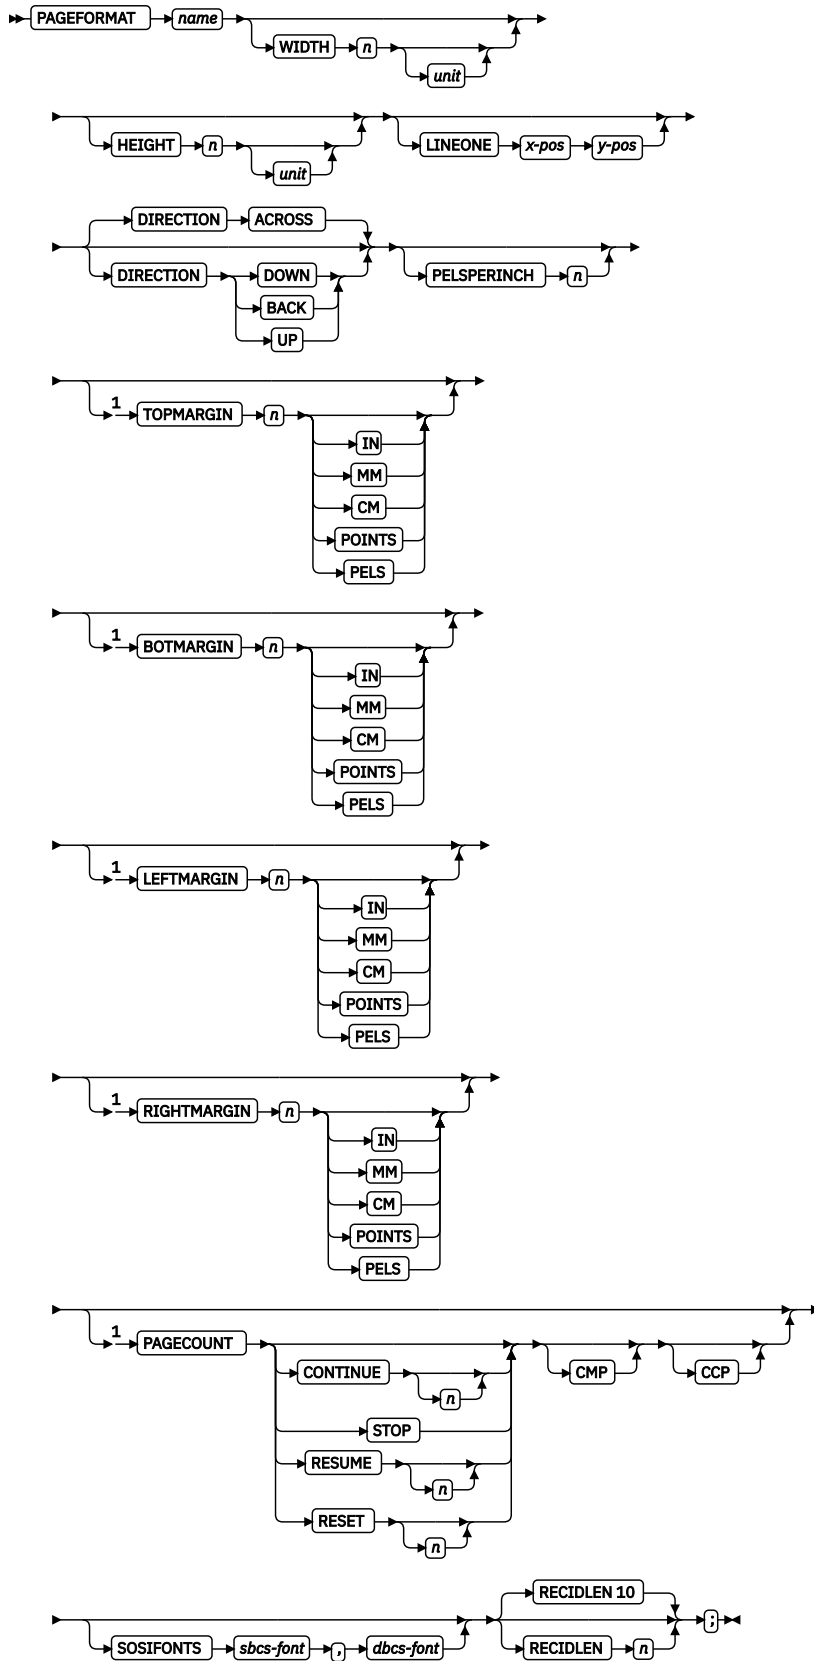 PAGEFORMAT name
WIDTH n
unit
HEIGHT n
unit
LINEONE x-pos y-pos
DIRECTION ACROSS
DIRECTION DOWN
BACK
UP
PELSPERINCH n
1 TOPMARGIN n
IN
MM
CM
POINTS
PELS
1 BOTMARGIN n
IN
MM
CM
POINTS
PELS
1 LEFTMARGIN n
IN
MM
CM
POINTS
PELS
1 RIGHTMARGIN n
IN
MM
CM
POINTS
PELS
1 PAGECOUNT
CONTINUE
n
STOP
RESUME
n
RESET
n
CMP
CCP
SOSIFONTS sbcs-font , dbcs-font
RECIDLEN 10
RECIDLEN n
;